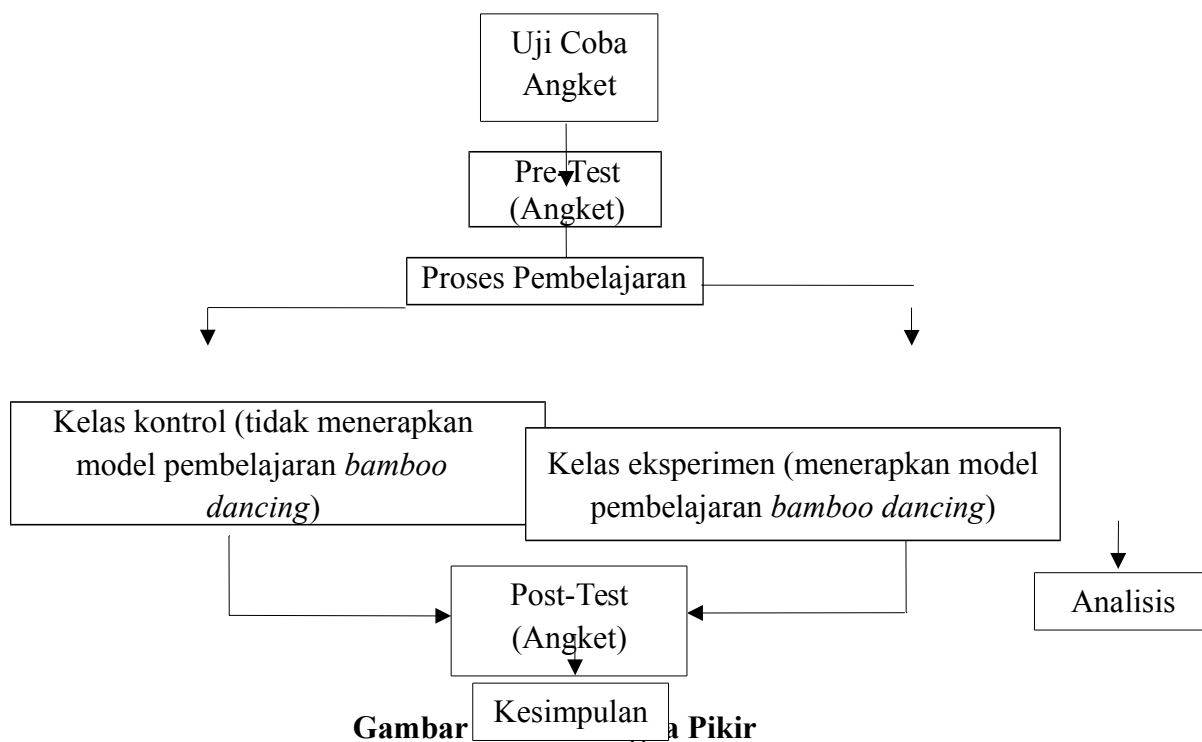 Uji Coba
Angket
Pre-Test
(Angket)
Proses Pembelajaran
Kelas kontrol (tidak menerapkan
model pembelajaran bamboo
dancing)
Kelas eksperimen (menerapkan model
pembelajaran bamboo dancing)
Post-Test
(Angket)
Analisis
Kesimpulan
Gambar Pikir